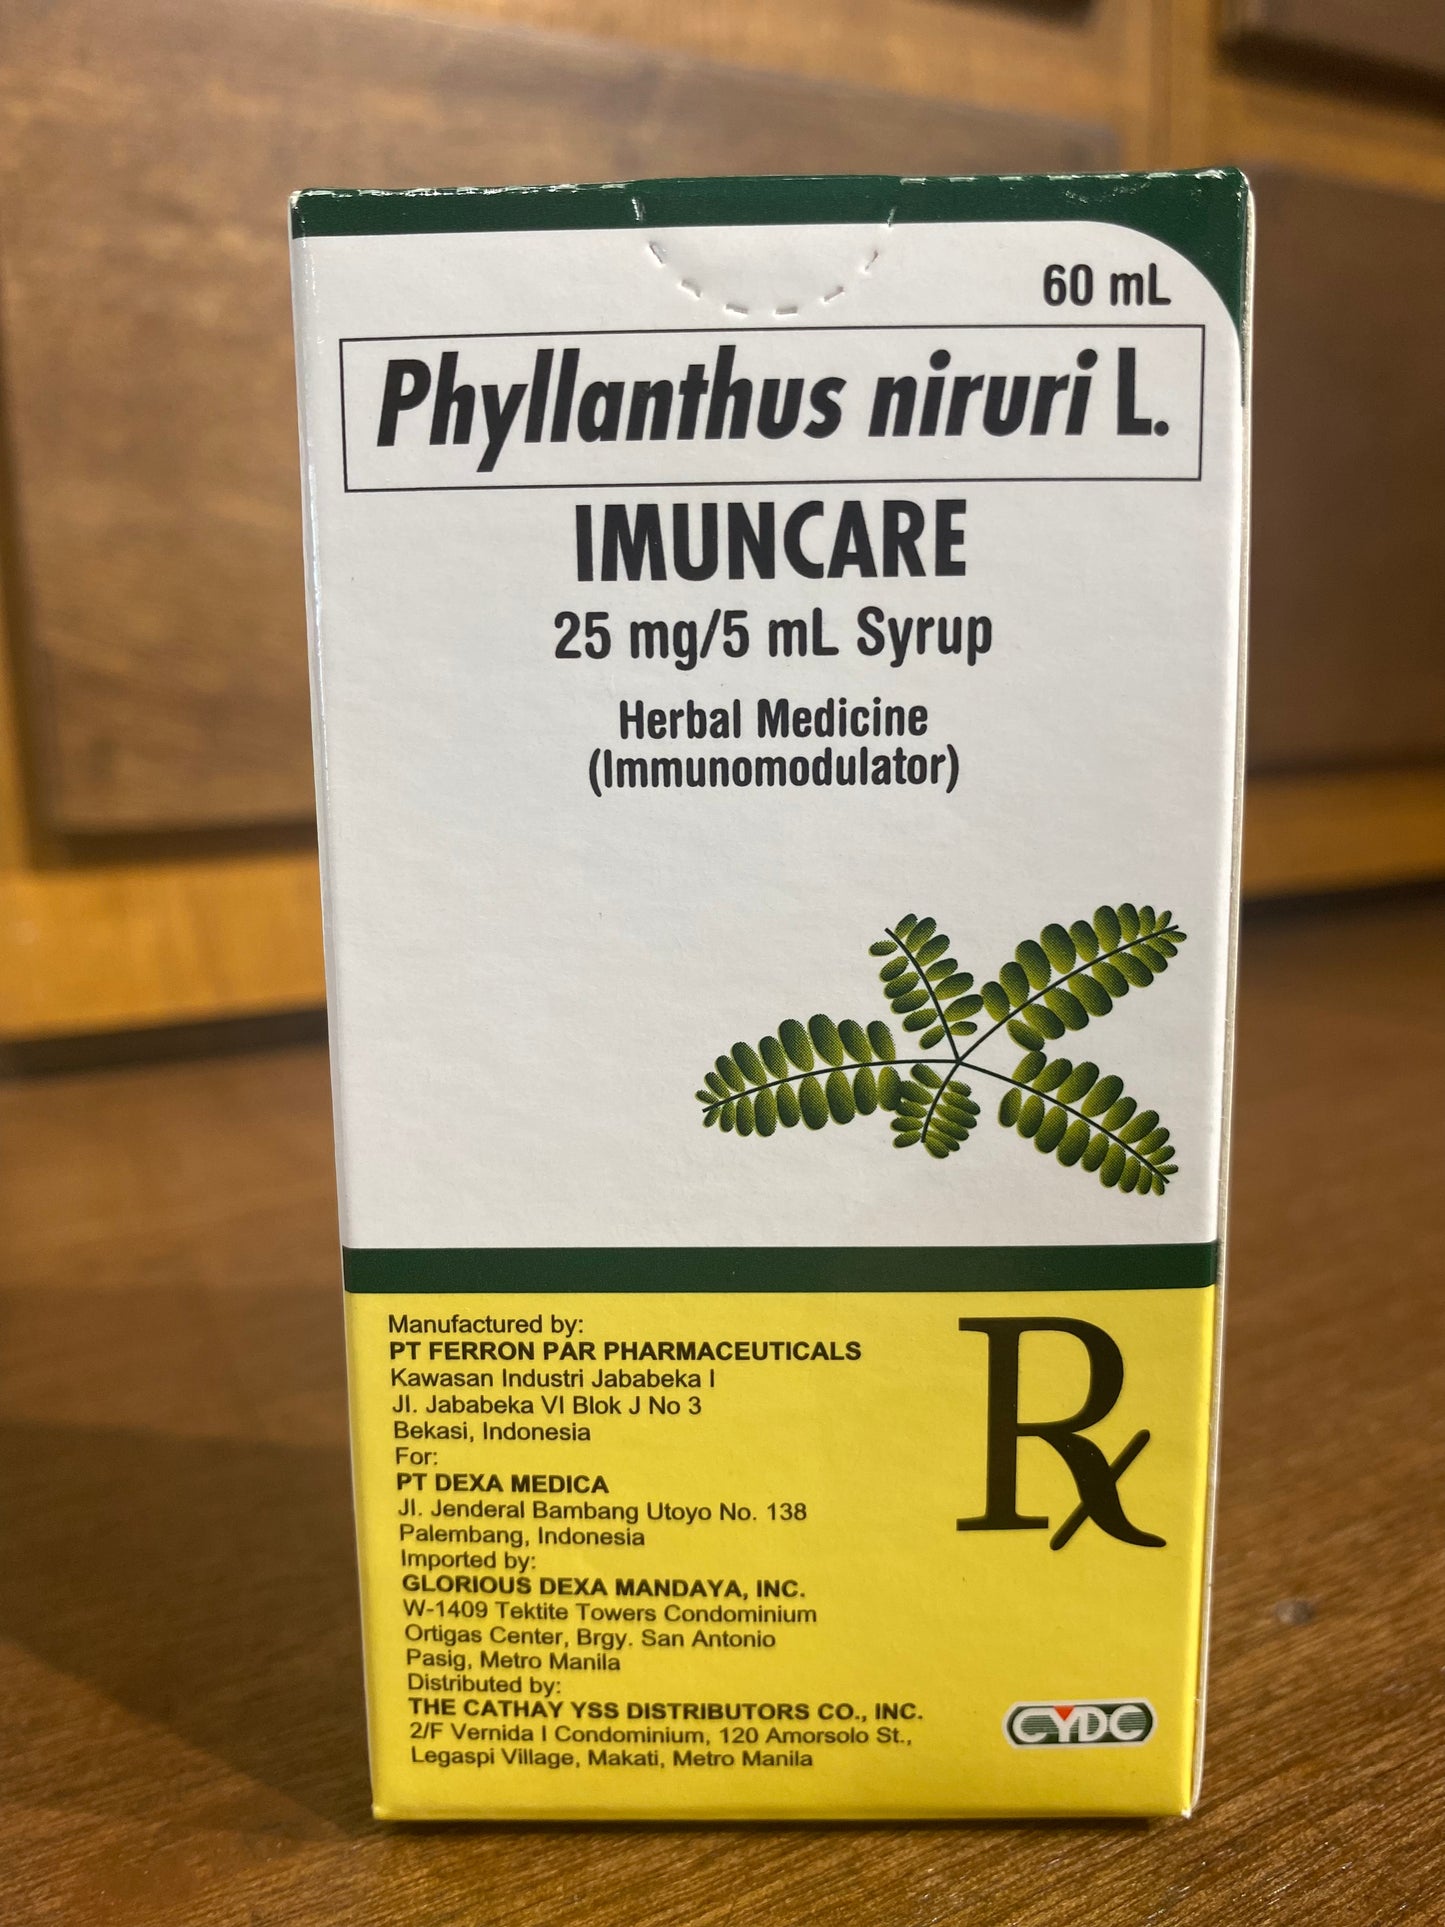 60 mL
Phyllanthus niruri L.
IMUNCARE
25 mg/5 mL Syrup
Herbal Medicine
(Immunomodulator)
Manufactured by:
PT FERRON PAR PHARMACEUTICALS
Kawasan Industri Jababeka I
Jl. Jababeka VI Blok J No 3
Bekasi, Indonesia
For:
PT DEXA MEDICA
Jl. Jenderal Bambang Utoyo No. 138
Palembang, Indonesia
Imported by:
GLORIOUS DEXA MANDAYA, INC.
W-1409 Tektite Towers Condominium
Ortigas Center, Brgy. San Antonio
Pasig, Metro Manila
Distributed by:
THE CATHAY YSS DISTRIBUTORS CO., INC.
2/F Vernida I Condominium, 120 Amorsolo St.,
Legaspi Village, Makati, Metro Manila
Rx
CYDC